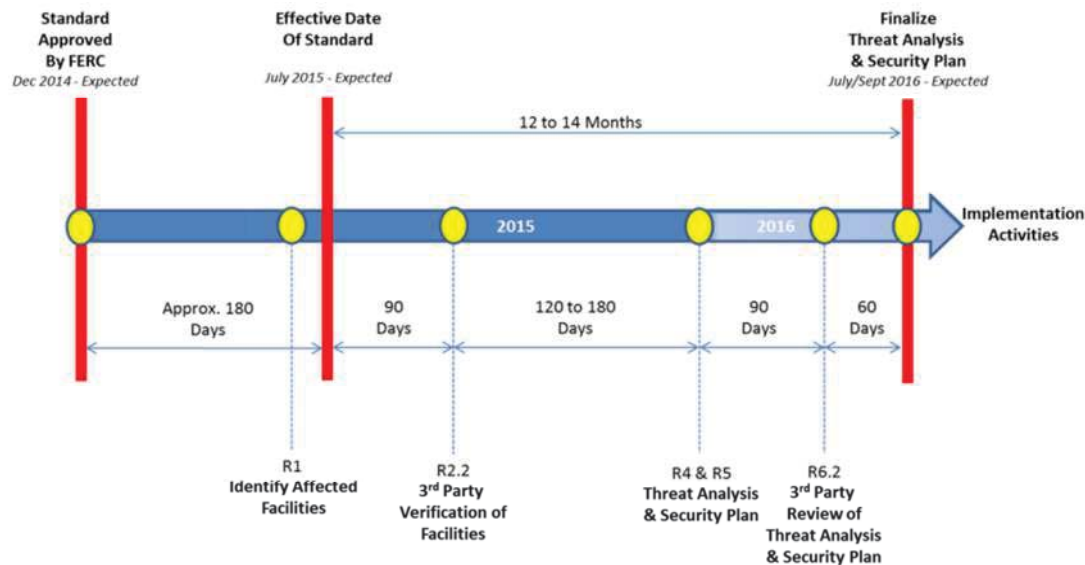 Standard
Approved
By FERC
Dec 2014 - Expected
Effective Date
Of Standard
July 2015 - Expected
Finalize
Threat Analysis
& Security Plan
July/Sept 2016 - Expected
12 to 14 Months
2015
2016
Implementation
Activities
Approx. 180
Days
90
Days
120 to 180
Days
90
Days
60
Days
R1
Identify Affected
Facilities
R2.2
3rd Party
Verification of
Facilities
R4 & R5
Threat Analysis
& Security Plan
R6.2
3rd Party
Review of
Threat Analysis
& Security Plan